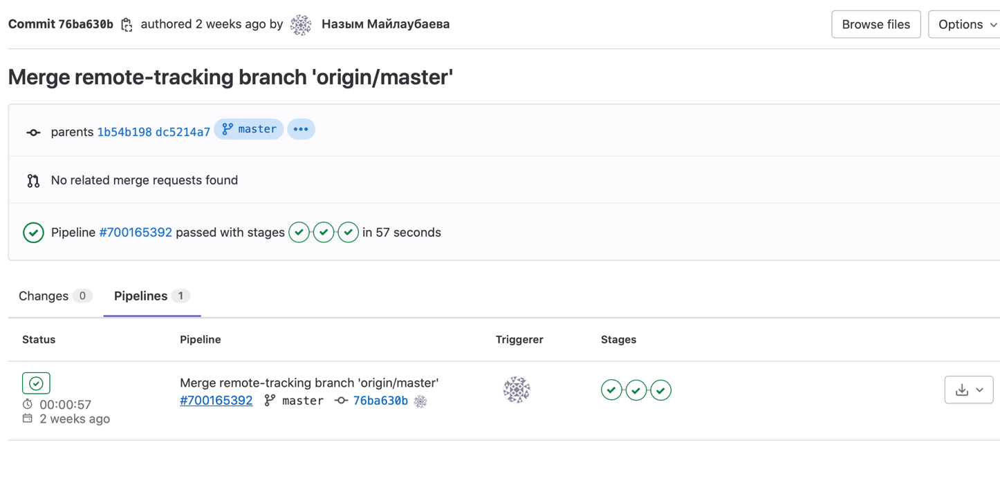 Commit 76ba630b authored 2 weeks ago by Назым Майлаубаева Browse files Options
Merge remote-tracking branch 'origin/master'
parents 1b54b198 dc5214a7 master •••
No related merge requests found
Pipeline #700165392 passed with stages in 57 seconds
Changes 0 Pipelines 1
Status Pipeline Triggerer Stages
Merge remote-tracking branch 'origin/master'
00:00:57 #700165392 master 76ba630b
2 weeks ago